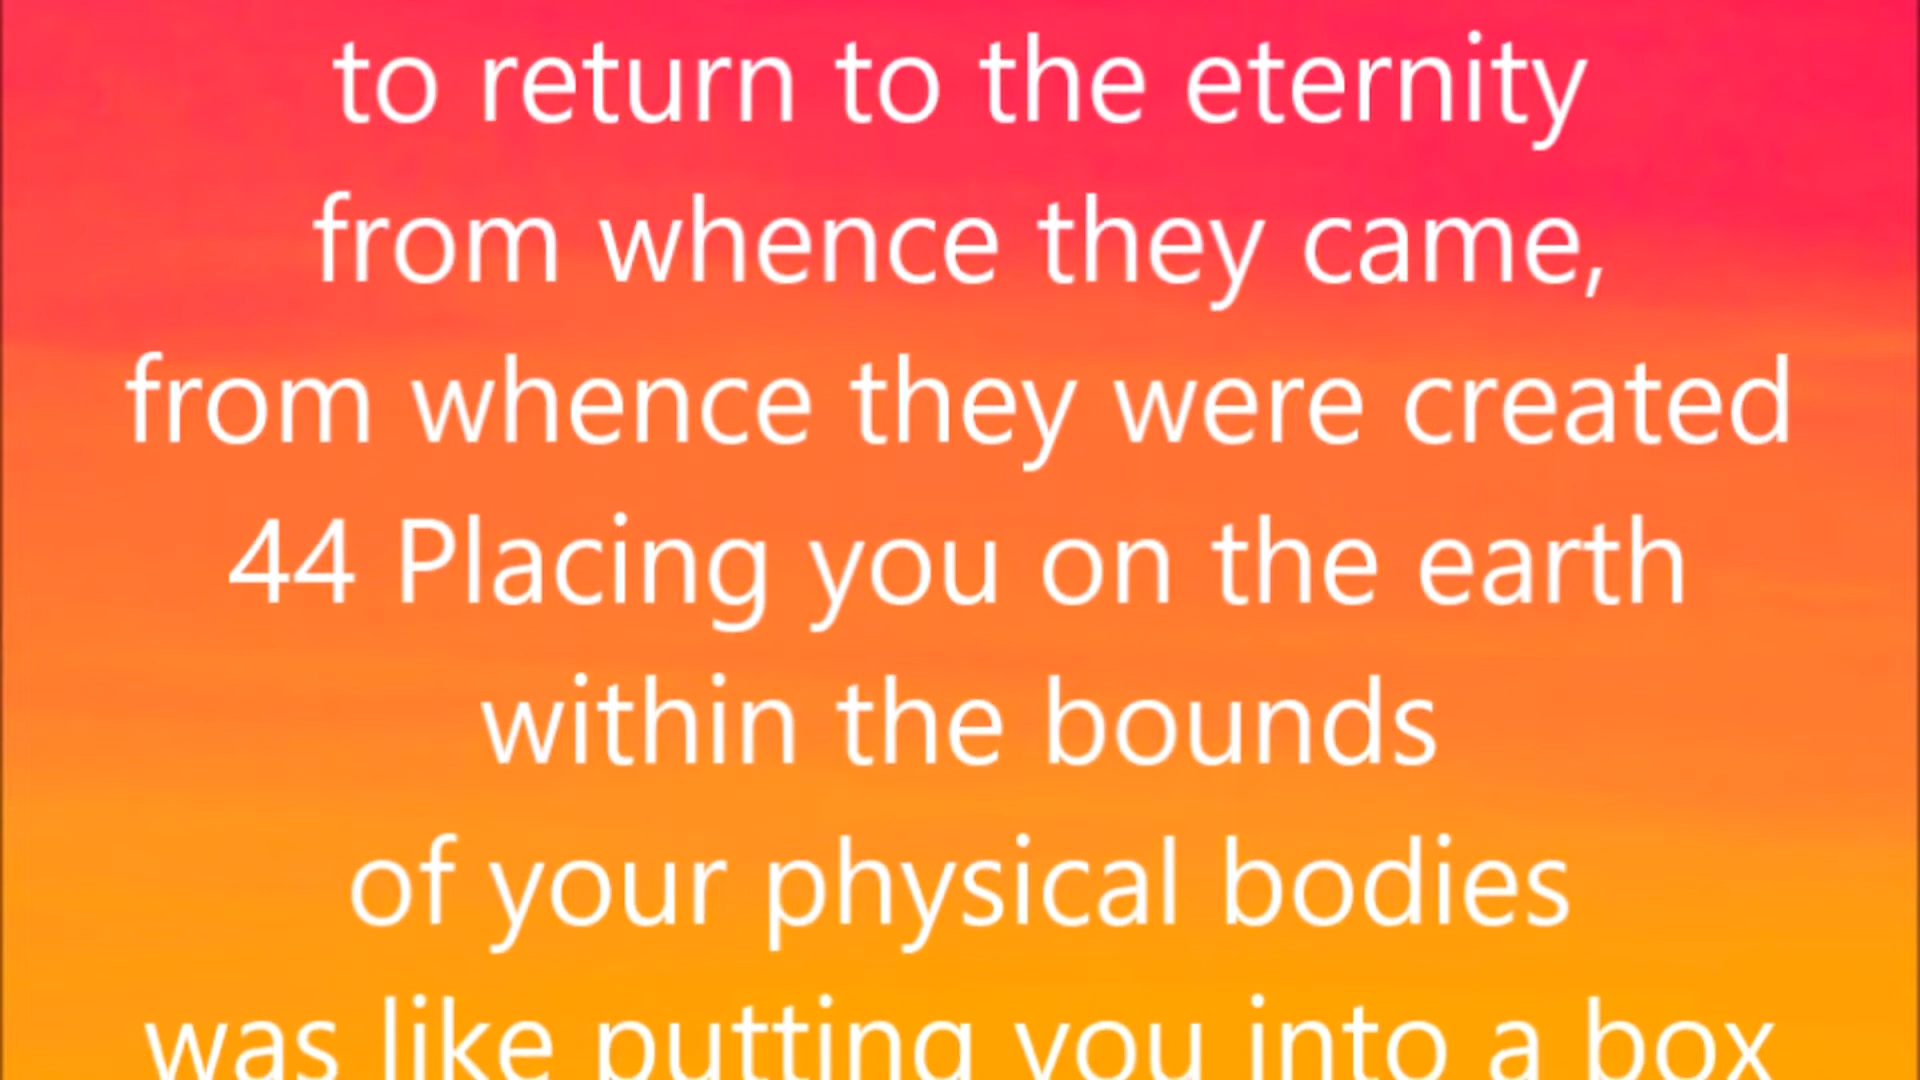 to return to the eternity
from whence they came,
from whence they were created
44 Placing you on the earth
within the bounds
of your physical bodies
was like putting you into a box